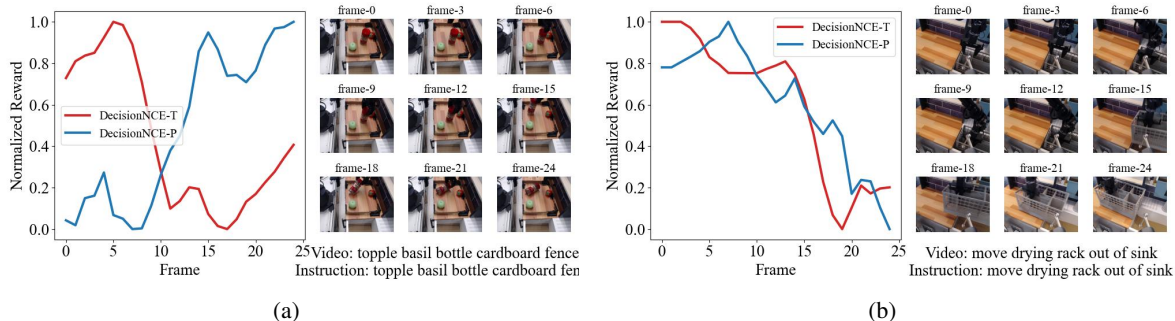 Normalized Reward
1.0
0.8
0.6
0.4
0.2
0.0
DecisionNCE-T
DecisionNCE-P
0 5 10 15 20 25
Frame
frame-0 frame-3 frame-6
frame-9 frame-12 frame-15
frame-18 frame-21 frame-24
Video: topple basil bottle cardboard fence
Instruction: topple basil bottle cardboard fen
(a)
Normalized Reward
1.0
0.8
0.6
0.4
0.2
0.0
DecisionNCE-T
DecisionNCE-P
0 5 10 15 20 25
Frame
frame-0 frame-3 frame-6
frame-9 frame-12 frame-15
frame-18 frame-21 frame-24
Video: move drying rack out of sink
Instruction: move drying rack out of sink
(b)